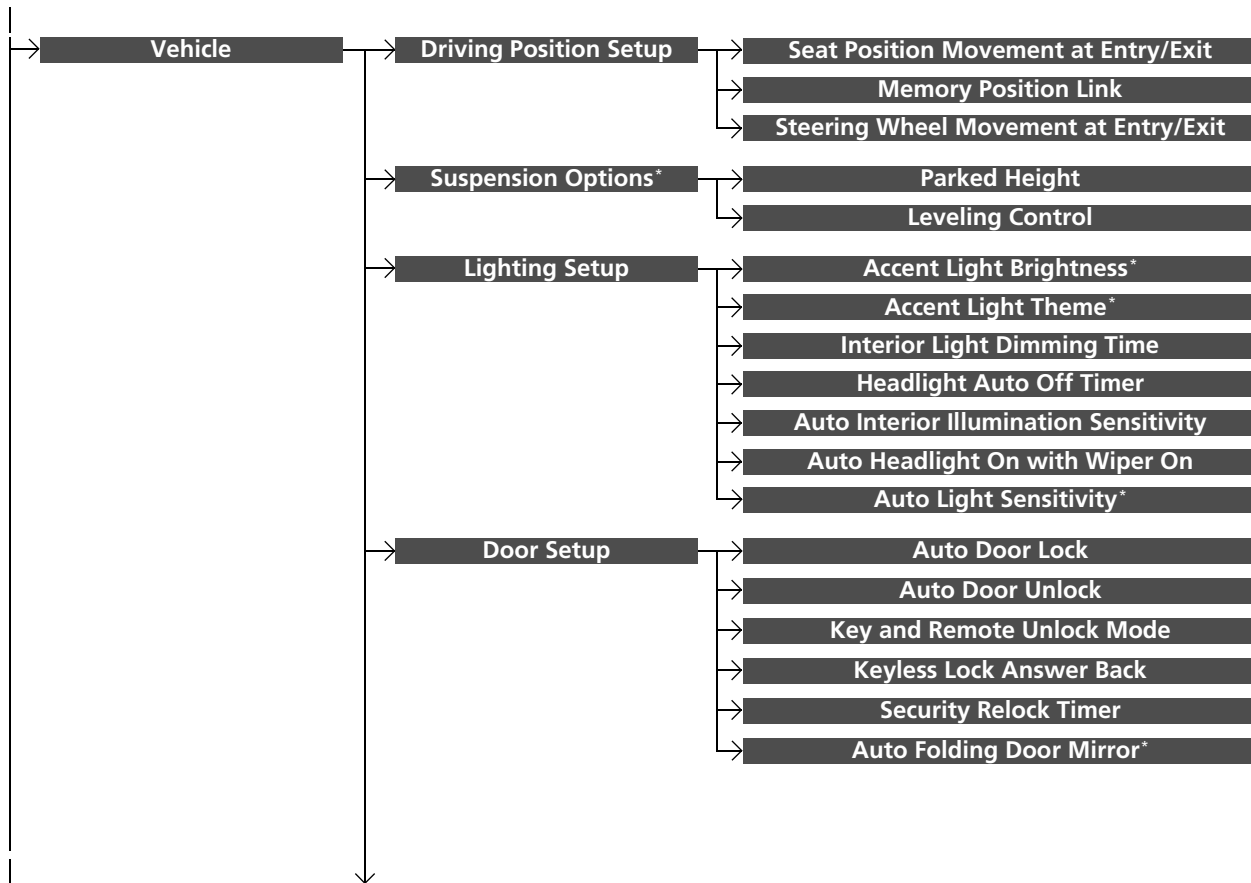 Vehicle
Driving Position Setup
Seat Position Movement at Entry/Exit
Memory Position Link
Steering Wheel Movement at Entry/Exit
Suspension Options*
Parked Height
Leveling Control
Lighting Setup
Accent Light Brightness*
Accent Light Theme*
Interior Light Dimming Time
Headlight Auto Off Timer
Auto Interior Illumination Sensitivity
Auto Headlight On with Wiper On
Auto Light Sensitivity*
Door Setup
Auto Door Lock
Auto Door Unlock
Key and Remote Unlock Mode
Keyless Lock Answer Back
Security Relock Timer
Auto Folding Door Mirror*